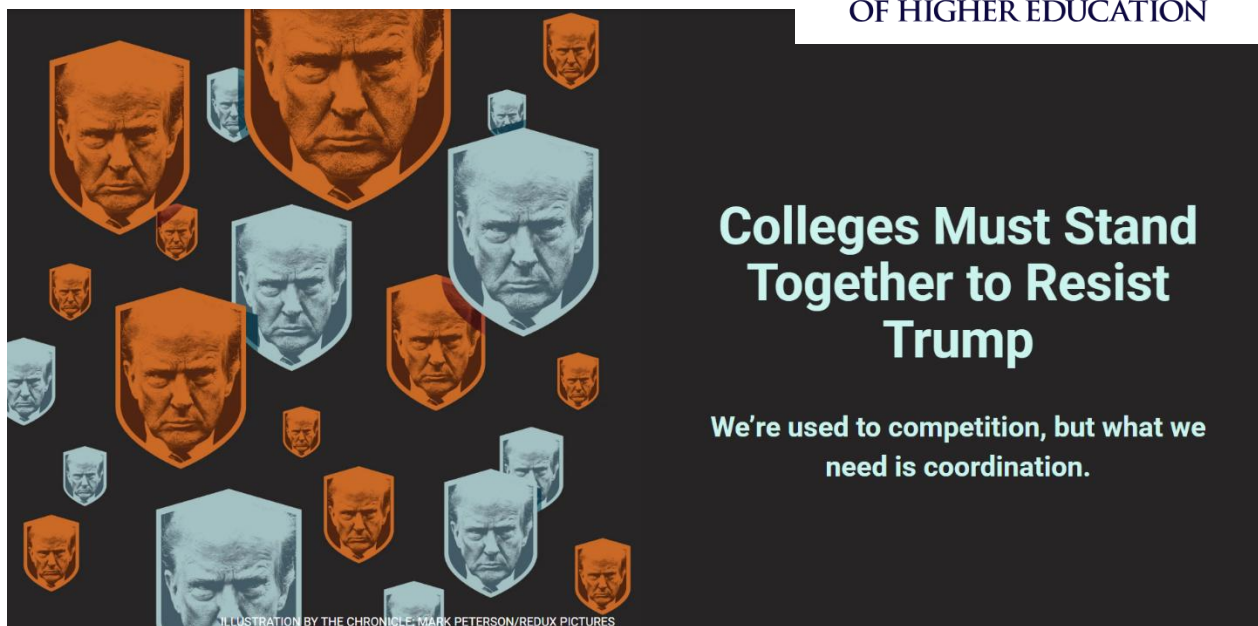 OF HIGHER EDUCATION
Colleges Must Stand
Together to Resist
Trump
We're used to competition, but what we
need is coordination.
ILLUSTRATION BY THE CHRONICLE; MARK PETERSON/REDUX PICTURES